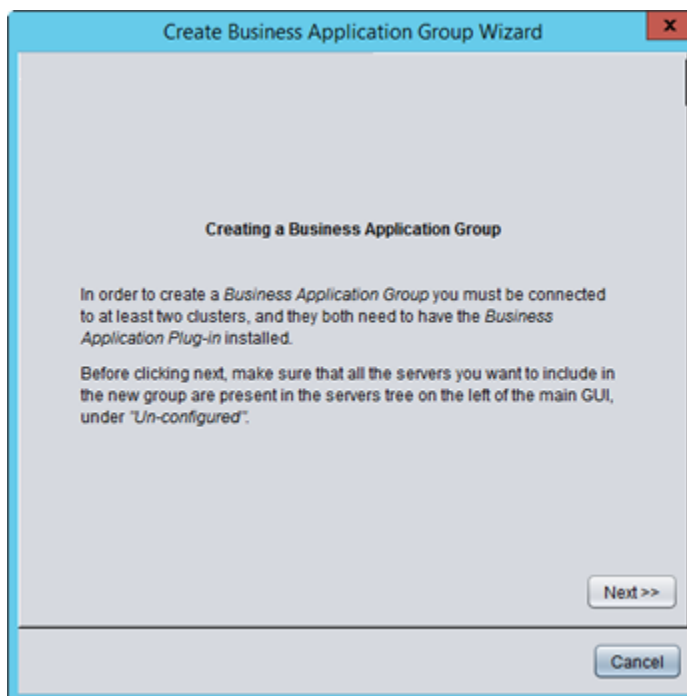 Create Business Application Group Wizard
x
Creating a Business Application Group
In order to create a Business Application Group you must be connected
to at least two clusters, and they both need to have the Business
Application Plug-in installed.
Before clicking next, make sure that all the servers you want to include in
the new group are present in the servers tree on the left of the main GUI,
under "Un-configured".
Next >>
Cancel